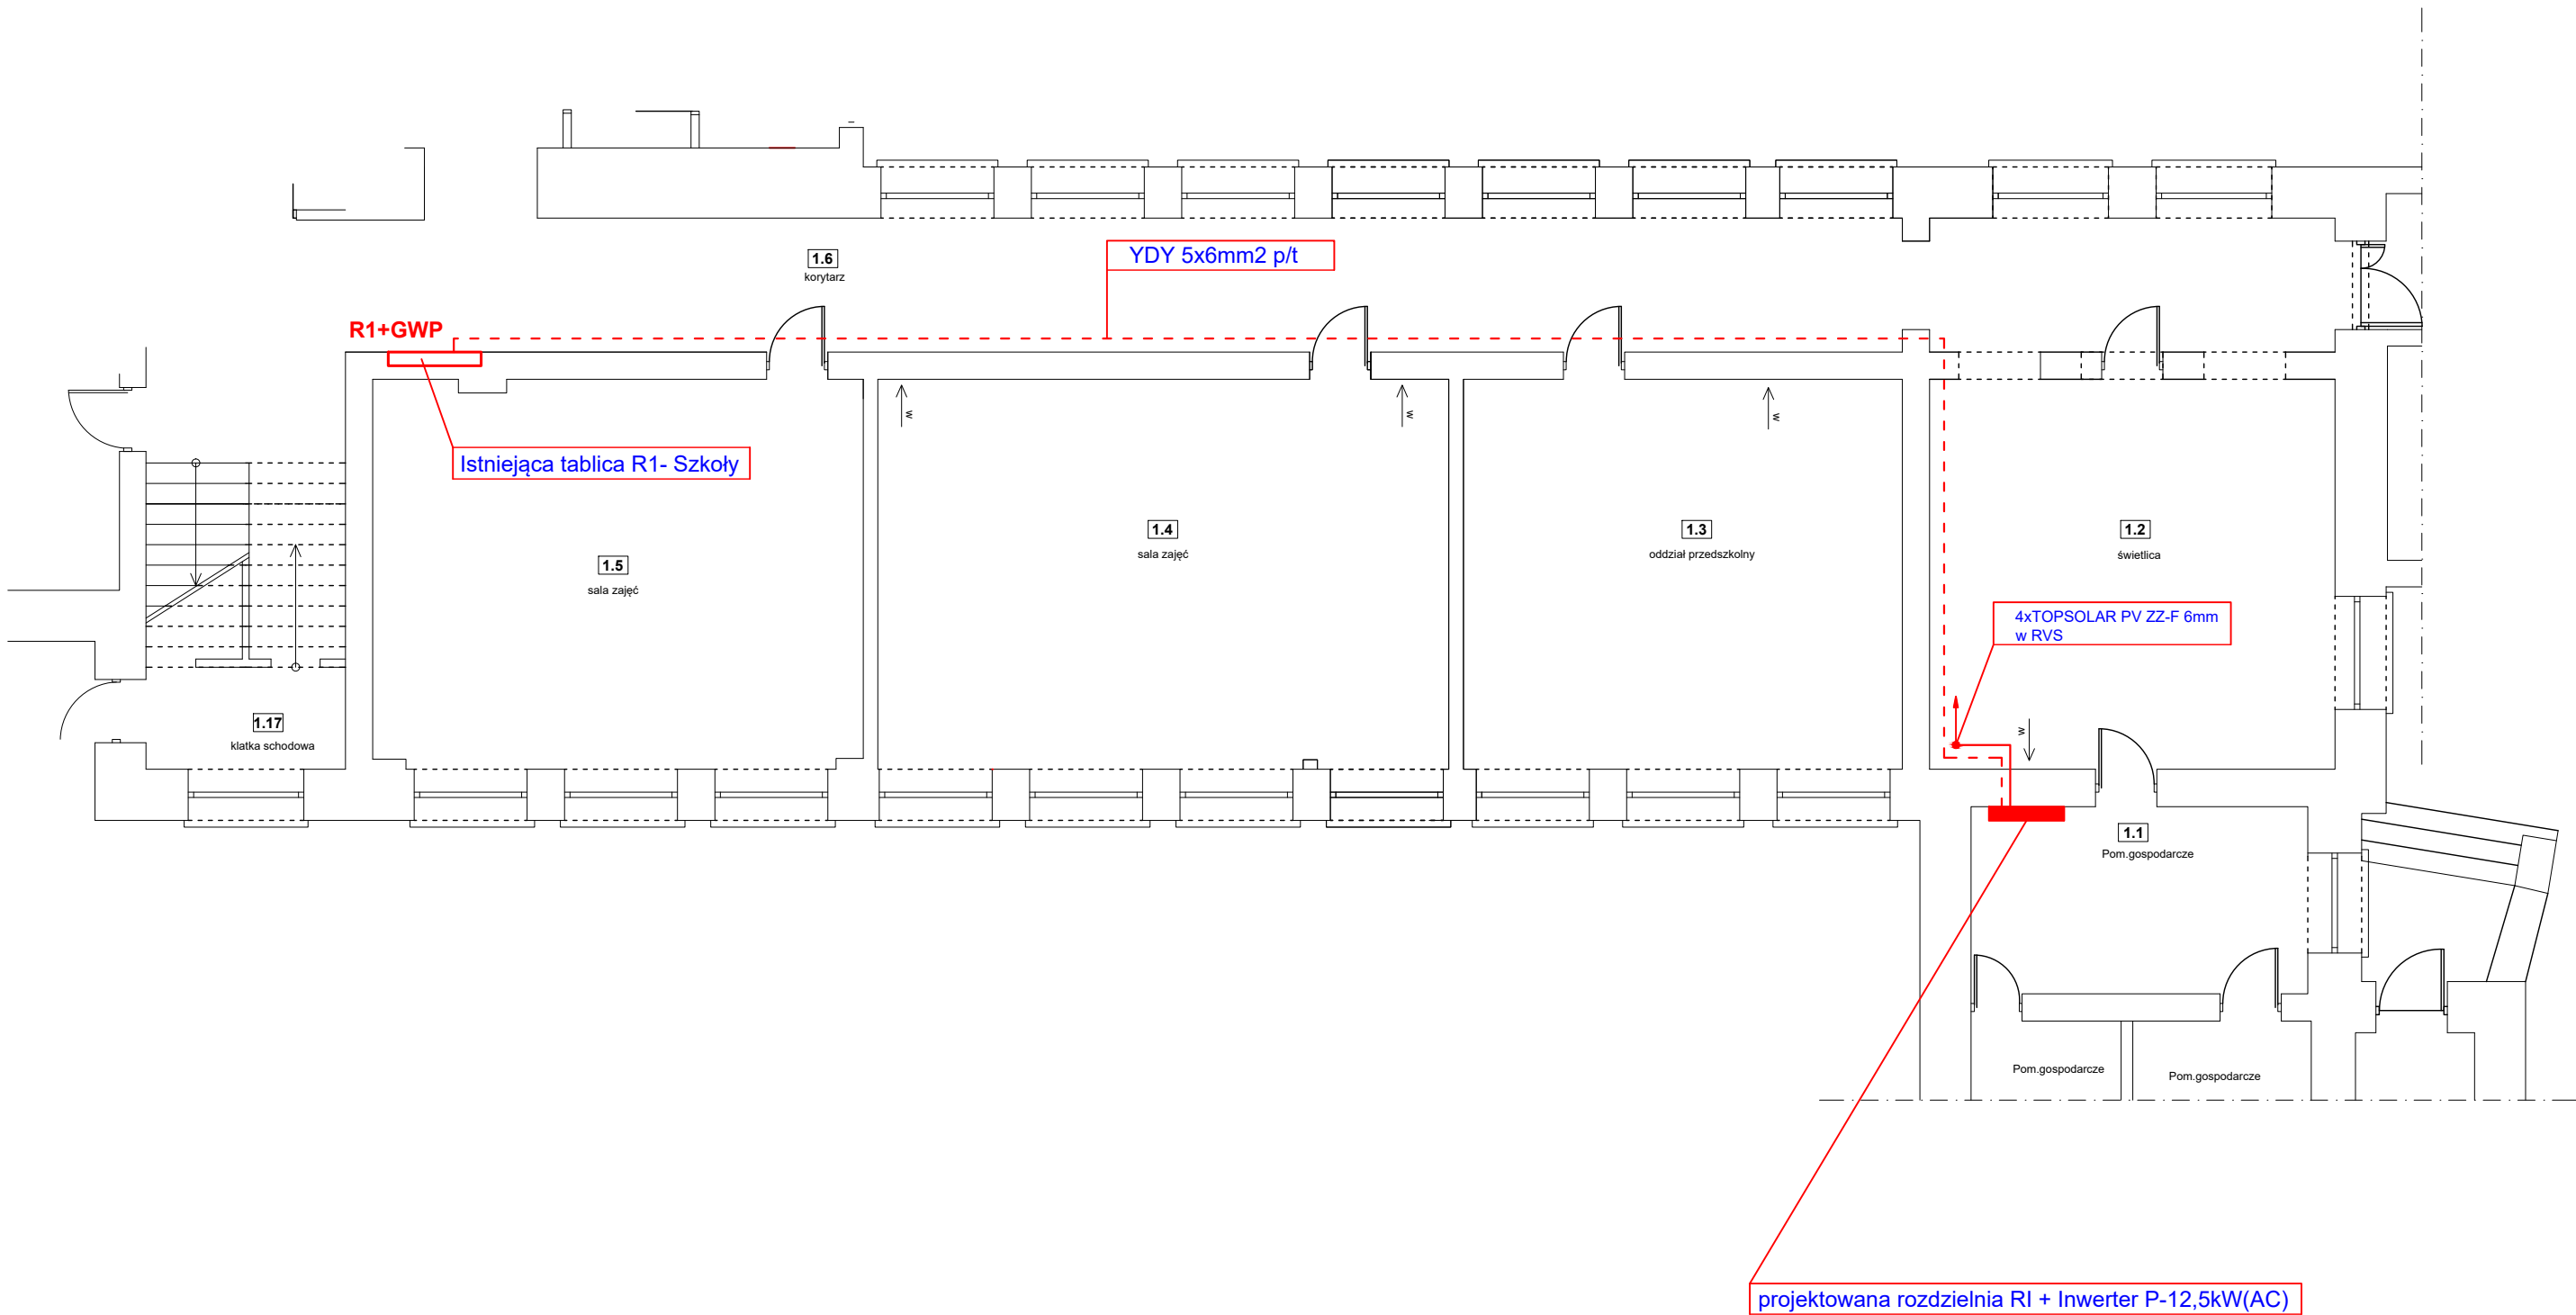 1.6
korytarz
YDY 5x6mm2 p/t
R1+GWP
Istniejąca tablica R1- Szkoły
w
w
w
1.5
sala zajęć
1.4
sala zajęć
1.3
oddział przedszkolny
1.2
świetlica
4xTOPSOLAR PV ZZ-F 6mm
w RVS
1.17
klatka schodowa
w
1.1
Pom.gospodarcze
Pom.gospodarcze
Pom.gospodarcze
projektowana rozdzielnia RI + Inwerter P-12,5kW(AC)